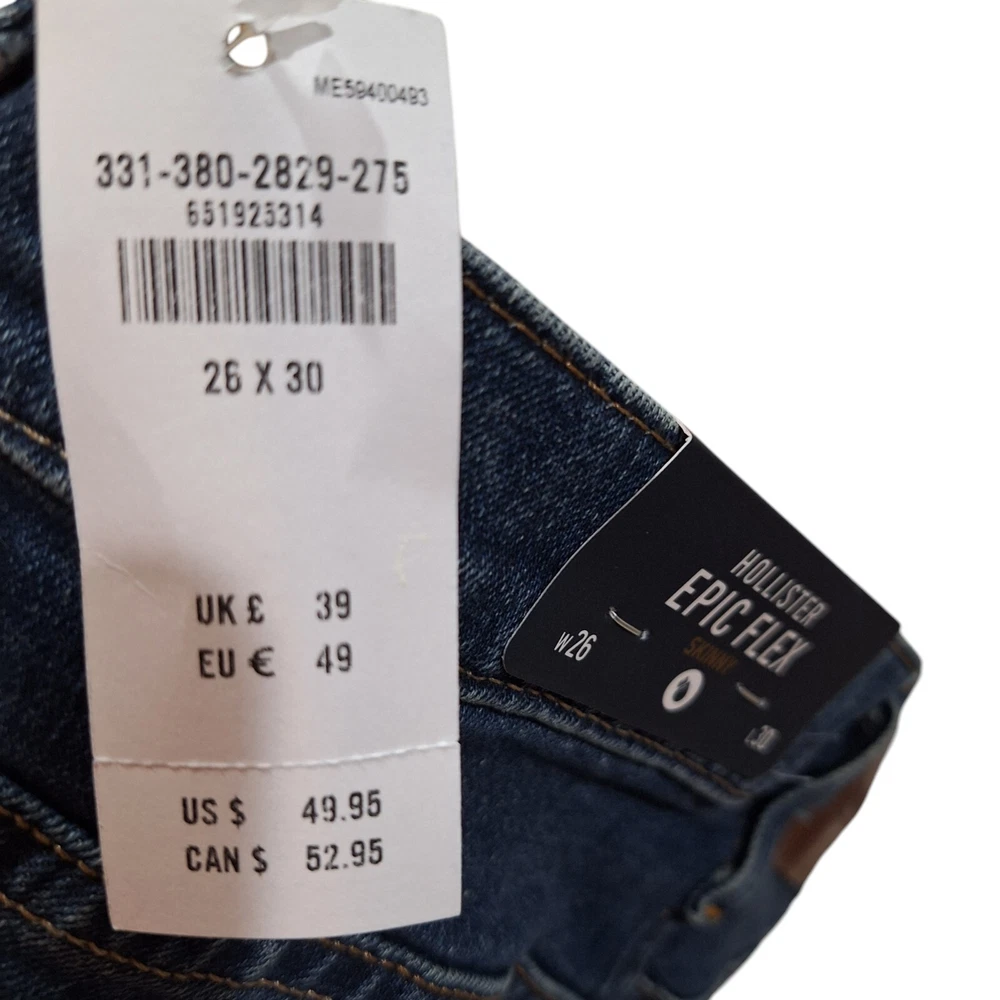 ME59400493
331-380-2829-275
651925314
26 X 30
UK £ 39
EU € 49
US $ 49.95
CAN $ 52.95
HOLLISTER
EPIC FLEX
SKINNY
W26
L30